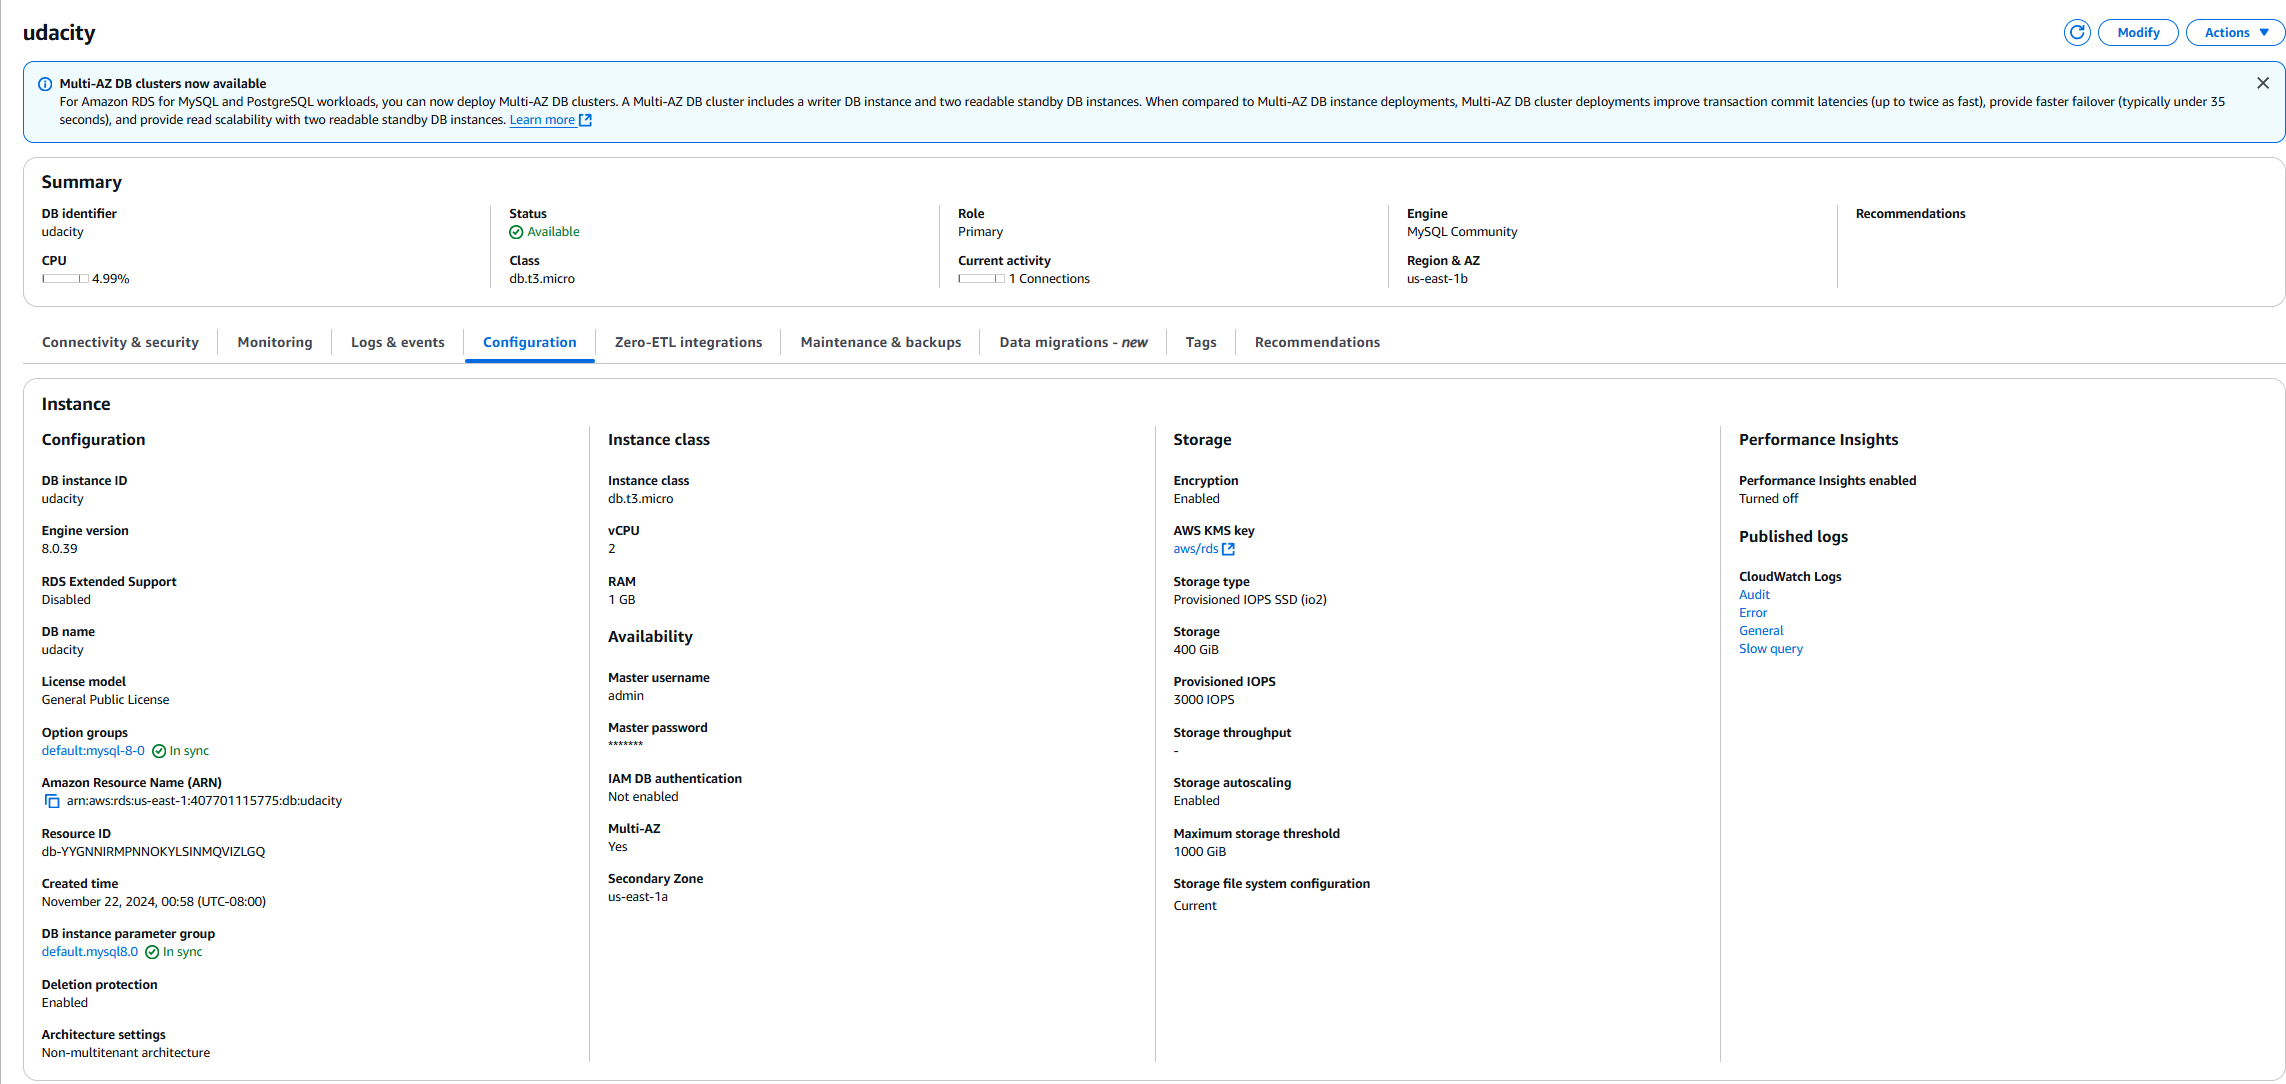 udacity
Modify
Actions
Multi-AZ DB clusters now available
For Amazon RDS for MySQL and PostgreSQL workloads, you can now deploy Multi-AZ DB clusters. A Multi-AZ DB cluster includes a writer DB instance and two readable standby DB instances. When compared to Multi-AZ DB instance deployments, Multi-AZ DB cluster deployments improve transaction commit latencies (up to twice as fast), provide faster failover (typically under 35
seconds), and provide read scalability with two readable standby DB instances. Learn more
Summary
DB identifier
udacity
CPU
4.99%
Status
Available
Class
db.t3.micro
Role
Primary
Current activity
1 Connections
Engine
MySQL Community
Region & AZ
us-east-1b
Recommendations
Connectivity & security
Monitoring
Logs & events
Configuration
Zero-ETL integrations
Maintenance & backups
Data migrations - new
Tags
Recommendations
Instance
Configuration
DB instance ID
udacity
Engine version
8.0.39
RDS Extended Support
Disabled
DB name
udacity
License model
General Public License
Option groups
default:mysql-8-0 In sync
Amazon Resource Name (ARN)
arn:aws:rds:us-east-1:407701115775:db:udacity
Resource ID
db-YYGNNIRMPNNOKYLSINMQVIZLGQ
Created time
November 22, 2024, 00:58 (UTC-08:00)
DB instance parameter group
default.mysql8.0 In sync
Deletion protection
Enabled
Architecture settings
Non-multitenant architecture
Instance class
Instance class
db.t3.micro
vCPU
2
RAM
1 GB
Availability
Master username
admin
Master password
*******
IAM DB authentication
Not enabled
Multi-AZ
Yes
Secondary Zone
us-east-1a
Storage
Encryption
Enabled
AWS KMS key
aws/rds
Storage type
Provisioned IOPS SSD (io2)
Storage
400 GiB
Provisioned IOPS
3000 IOPS
Storage throughput
-
Storage autoscaling
Enabled
Maximum storage threshold
1000 GiB
Storage file system configuration
Current
Performance Insights
Performance Insights enabled
Turned off
Published logs
CloudWatch Logs
Audit
Error
General
Slow query